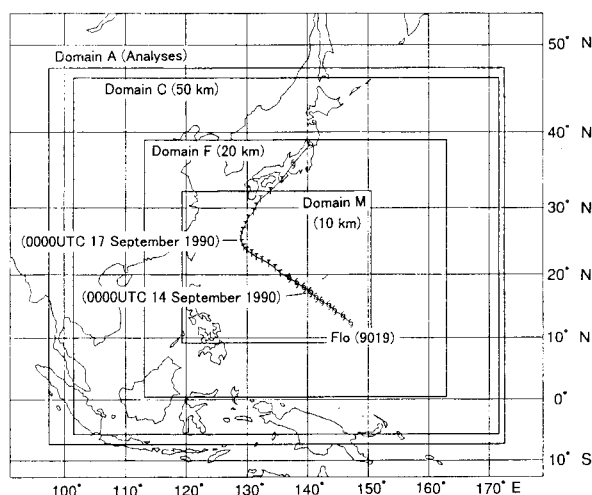 Domain A (Analyses)
Domain C (50 km)
Domain F (20 km)
Domain M
(10 km)
(0000UTC 17 September 1990)
(0000UTC 14 September 1990)
Flo (9019)
50° N
40° N
30° N
20° N
10° N
0°
10° S
100° 110° 120° 130° 140° 150° 160° 170° E